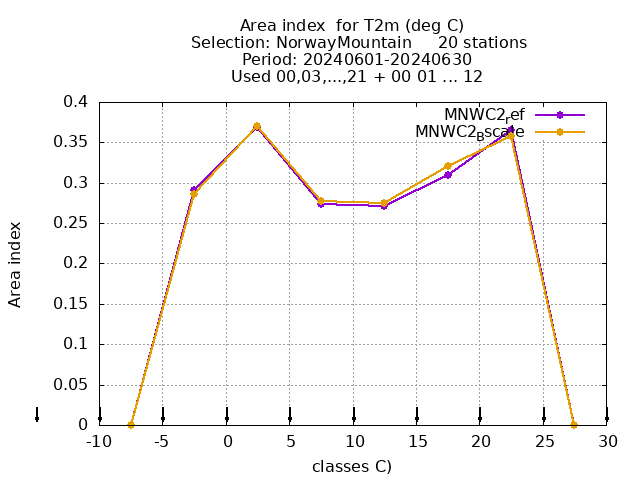 Area index  for T2m (deg C)
Selection: NorwayMountain     20 stations
Period: 20240601-20240630
Used 00,03,...,21 + 00 01 ... 12
MNWC2ref
MNWC2Bscale
0.4
0.35
0.3
0.25
0.2
0.15
0.1
0.05
0
Area index
-10 -5 0 5 10 15 20 25 30
classes C)